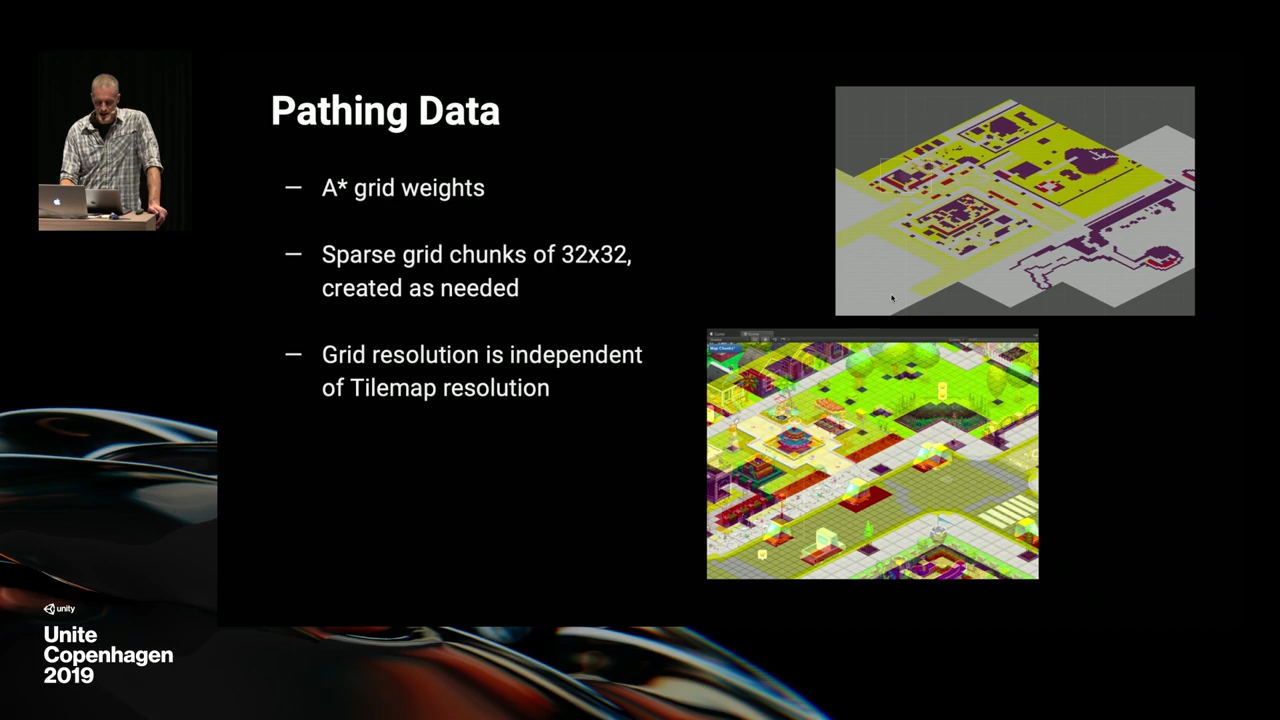 Pathing Data
— A* grid weights
— Sparse grid chunks of 32x32,
created as needed
— Grid resolution is independent
of Tilemap resolution
unity
Unite
Copenhagen
2019